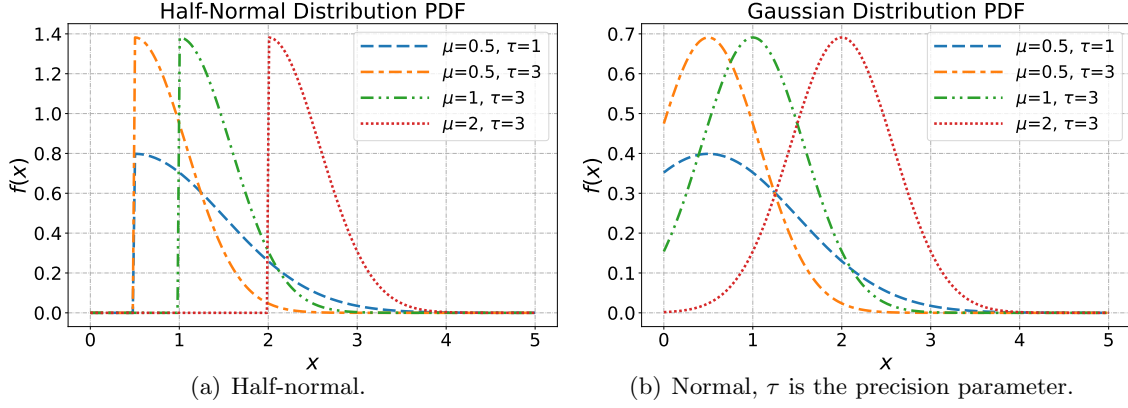 Half-Normal Distribution PDF
1.4
1.2
1.0
0.8
0.6
0.4
0.2
0.0
f(x)
μ=0.5, τ=1
μ=0.5, τ=3
μ=1, τ=3
μ=2, τ=3
0 1 2 3 4 5
x
(a) Half-normal.
Gaussian Distribution PDF
0.7
0.6
0.5
0.4
0.3
0.2
0.1
0.0
f(x)
μ=0.5, τ=1
μ=0.5, τ=3
μ=1, τ=3
μ=2, τ=3
0 1 2 3 4 5
x
(b) Normal, τ is the precision parameter.